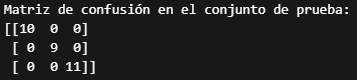 Matriz de confusión en el conjunto de prueba:
[[10  0  0]
 [ 0  9  0]
 [ 0  0 11]]